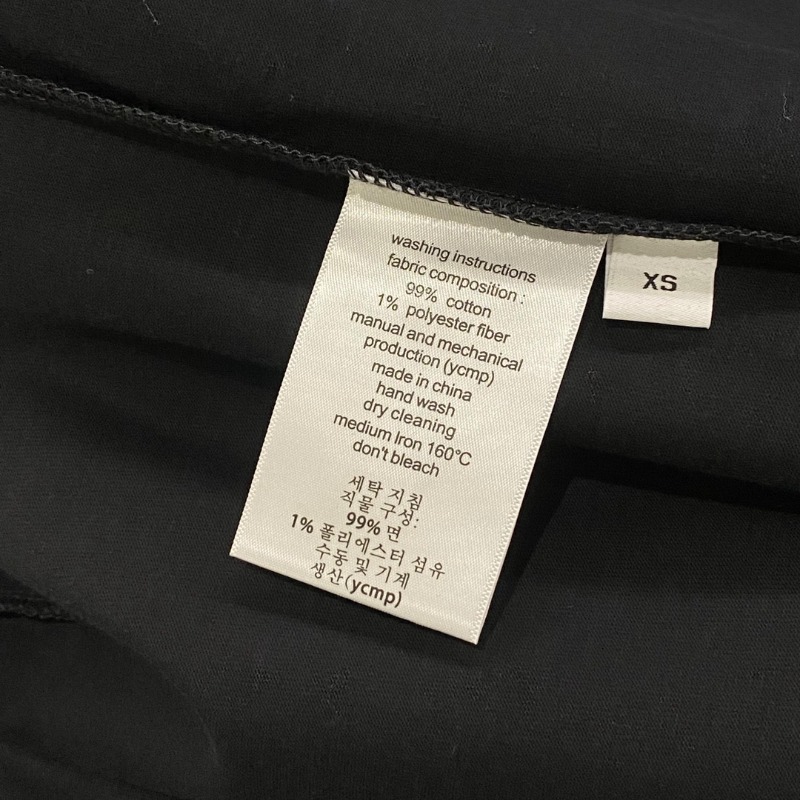 washing instructions
fabric composition :
99% cotton
1% polyester fiber
manual and mechanical
production (ycmp)
made in china
hand wash
dry cleaning
medium Iron 160℃
don't bleach
세탁 지침
직물 구성:
99% 면
1% 폴리에스터 섬유
수동 및 기계
생산(ycmp)
XS